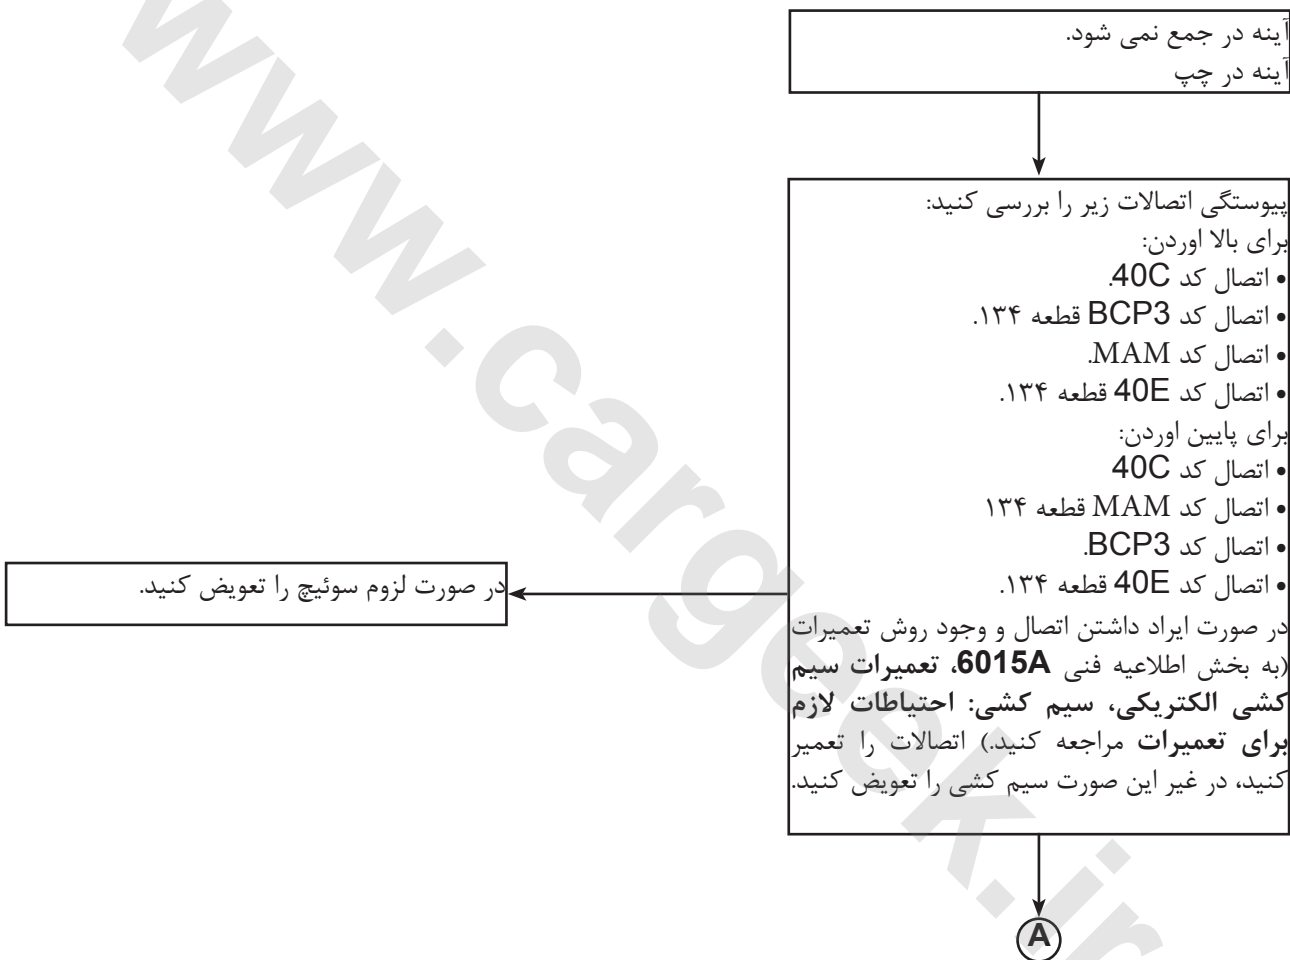 آینه در جمع نمی شود.
آینه در چپ
پیوستگی اتصالات زیر را بررسی کنید:
برای بالا اوردن:
• اتصال کد 40C.
• اتصال کد BCP3 قطعه ۱۳۴.
• اتصال کد MAM.
• اتصال کد 40E قطعه ۱۳۴.
برای پایین اوردن:
• اتصال کد 40C
• اتصال کد MAM قطعه ۱۳۴
• اتصال کد BCP3.
• اتصال کد 40E قطعه ۱۳۴.
در صورت ایراد داشتن اتصال و وجود روش تعمیرات
(به بخش اطلاعیه فنی 6015A، تعمیرات سیم
کشی الکتریکی، سیم کشی: احتیاطات لازم
برای تعمیرات مراجعه کنید.) اتصالات را تعمیر
کنید، در غیر این صورت سیم کشی را تعویض کنید.
در صورت لزوم سوئیچ را تعویض کنید.
A
www.cargeek.ir